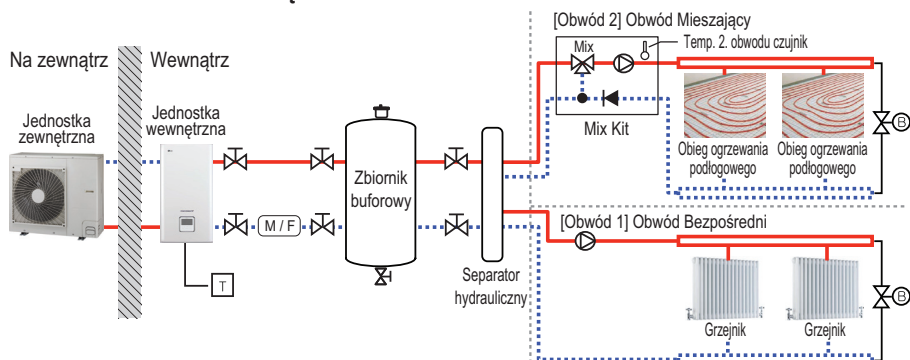 [Obwód 2] Obwód Mieszający
Mix
Temp. 2. obwodu czujnik
Na zewnątrz
Wewnątrz
Jednostka
zewnętrzna
Jednostka
wewnętrzna
Mix Kit
Obieg ogrzewania
podłogowego
Obieg ogrzewania
podłogowego
B
Zbiornik
buforowy
M / F
T
Separator
hydrauliczny
[Obwód 1] Obwód Bezpośredni
Grzejnik
Grzejnik
B